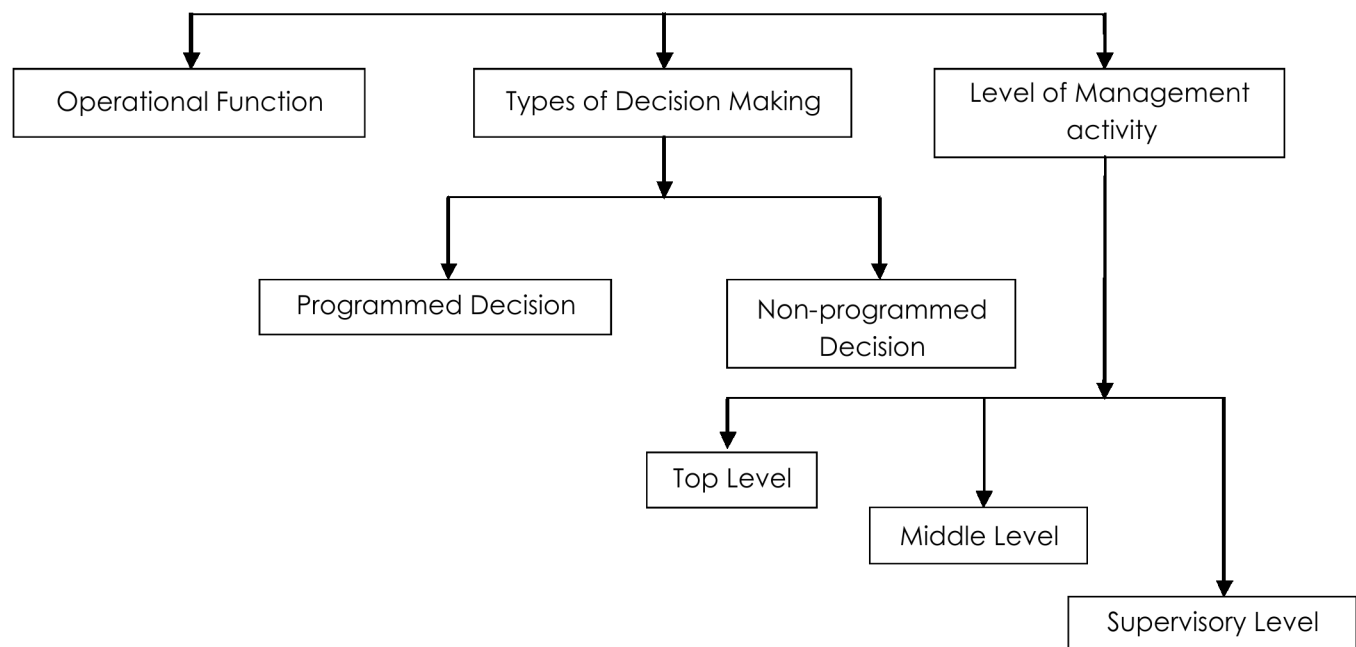 Operational Function
Types of Decision Making
Level of Management
activity
Programmed Decision
Non-programmed
Decision
Top Level
Middle Level
Supervisory Level